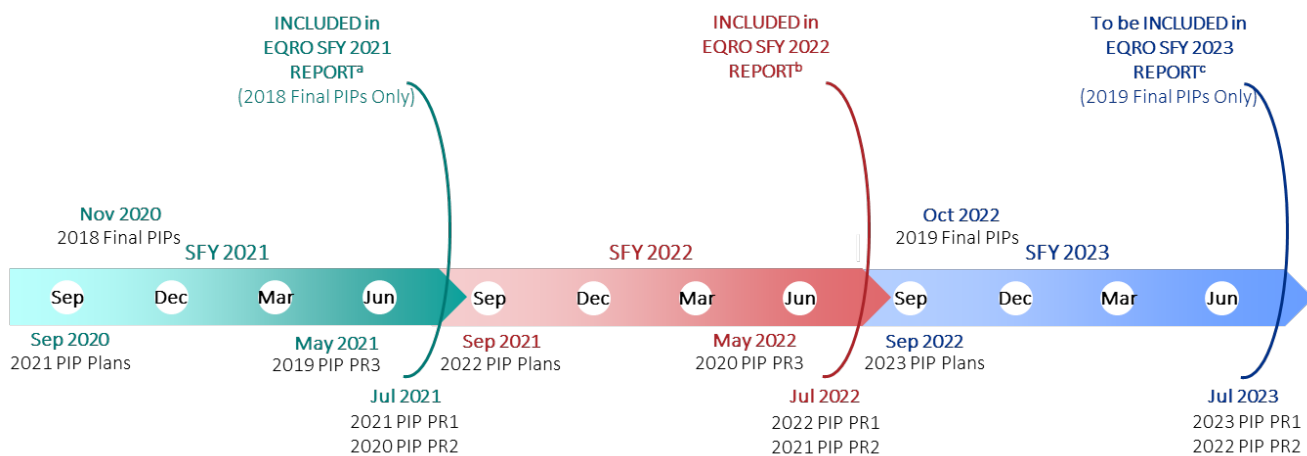 INCLUDED in
EQRO SFY 2021
REPORTᵃ
(2018 Final PIPs Only)
INCLUDED in
EQRO SFY 2022
REPORTᵇ
To be INCLUDED in
EQRO SFY 2023
REPORTᶜ
(2019 Final PIPs Only)
Nov 2020
2018 Final PIPs
Oct 2022
2019 Final PIPs
SFY 2021
SFY 2022
SFY 2023
Sep Dec Mar Jun Sep Dec Mar Jun Sep Dec Mar Jun
Sep 2020
2021 PIP Plans
May 2021
2019 PIP PR3
Sep 2021
2022 PIP Plans
May 2022
2020 PIP PR3
Sep 2022
2023 PIP Plans
Jul 2021
2021 PIP PR1
2020 PIP PR2
Jul 2022
2022 PIP PR1
2021 PIP PR2
Jul 2023
2023 PIP PR1
2022 PIP PR2